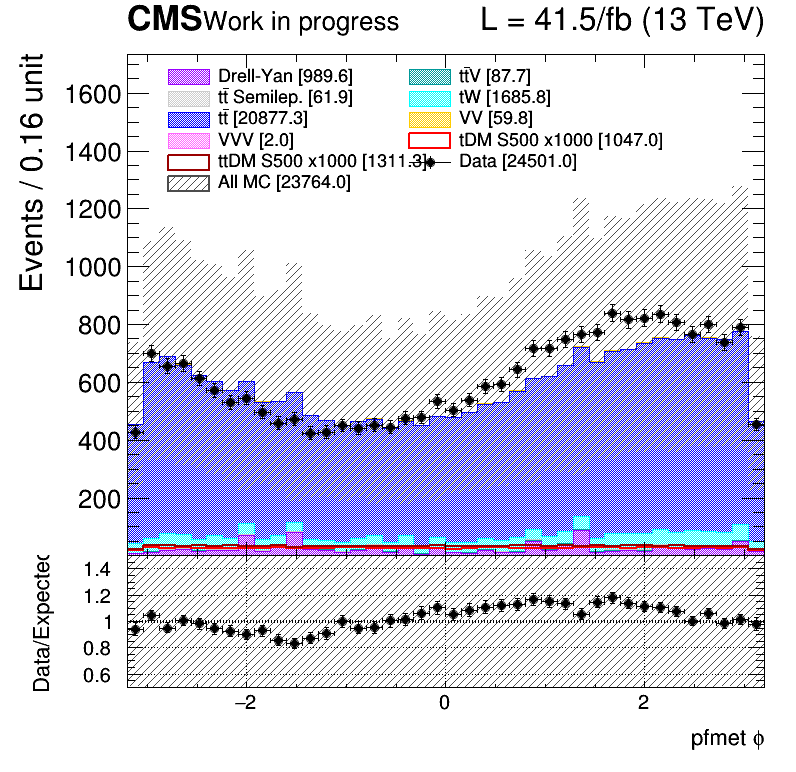 CMS Work in progress L = 41.5/fb (13 TeV)
Events / 0.16 unit
1600
1400
1200
1000
800
600
400
200
Drell-Yan [989.6]
tt̄V [87.7]
tt̄ Semilep. [61.9]
tW [1685.8]
tt̄ [20877.3]
VV [59.8]
VVV [2.0]
tDM S500 x1000 [1047.0]
ttDM S500 x1000 [1311.3]
Data [24501.0]
All MC [23764.0]
Data/Expected
1.4
1.2
1
0.8
0.6
−2 0 2
pfmet ϕ